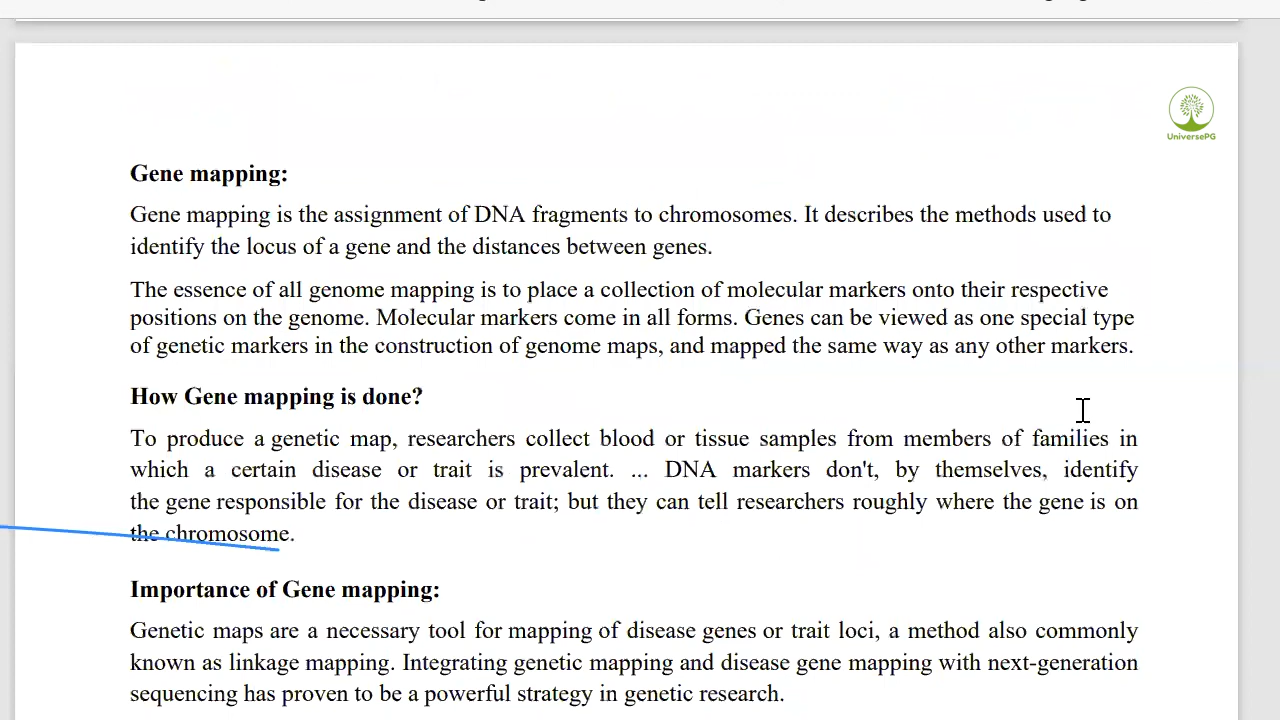 UniversePG
Gene mapping:
Gene mapping is the assignment of DNA fragments to chromosomes. It describes the methods used to
identify the locus of a gene and the distances between genes.
The essence of all genome mapping is to place a collection of molecular markers onto their respective
positions on the genome. Molecular markers come in all forms. Genes can be viewed as one special type
of genetic markers in the construction of genome maps, and mapped the same way as any other markers.
How Gene mapping is done?
To produce a genetic map, researchers collect blood or tissue samples from members of families in
which a certain disease or trait is prevalent. ... DNA markers don't, by themselves, identify
the gene responsible for the disease or trait; but they can tell researchers roughly where the gene is on
the chromosome.
Importance of Gene mapping:
Genetic maps are a necessary tool for mapping of disease genes or trait loci, a method also commonly
known as linkage mapping. Integrating genetic mapping and disease gene mapping with next-generation
sequencing has proven to be a powerful strategy in genetic research.